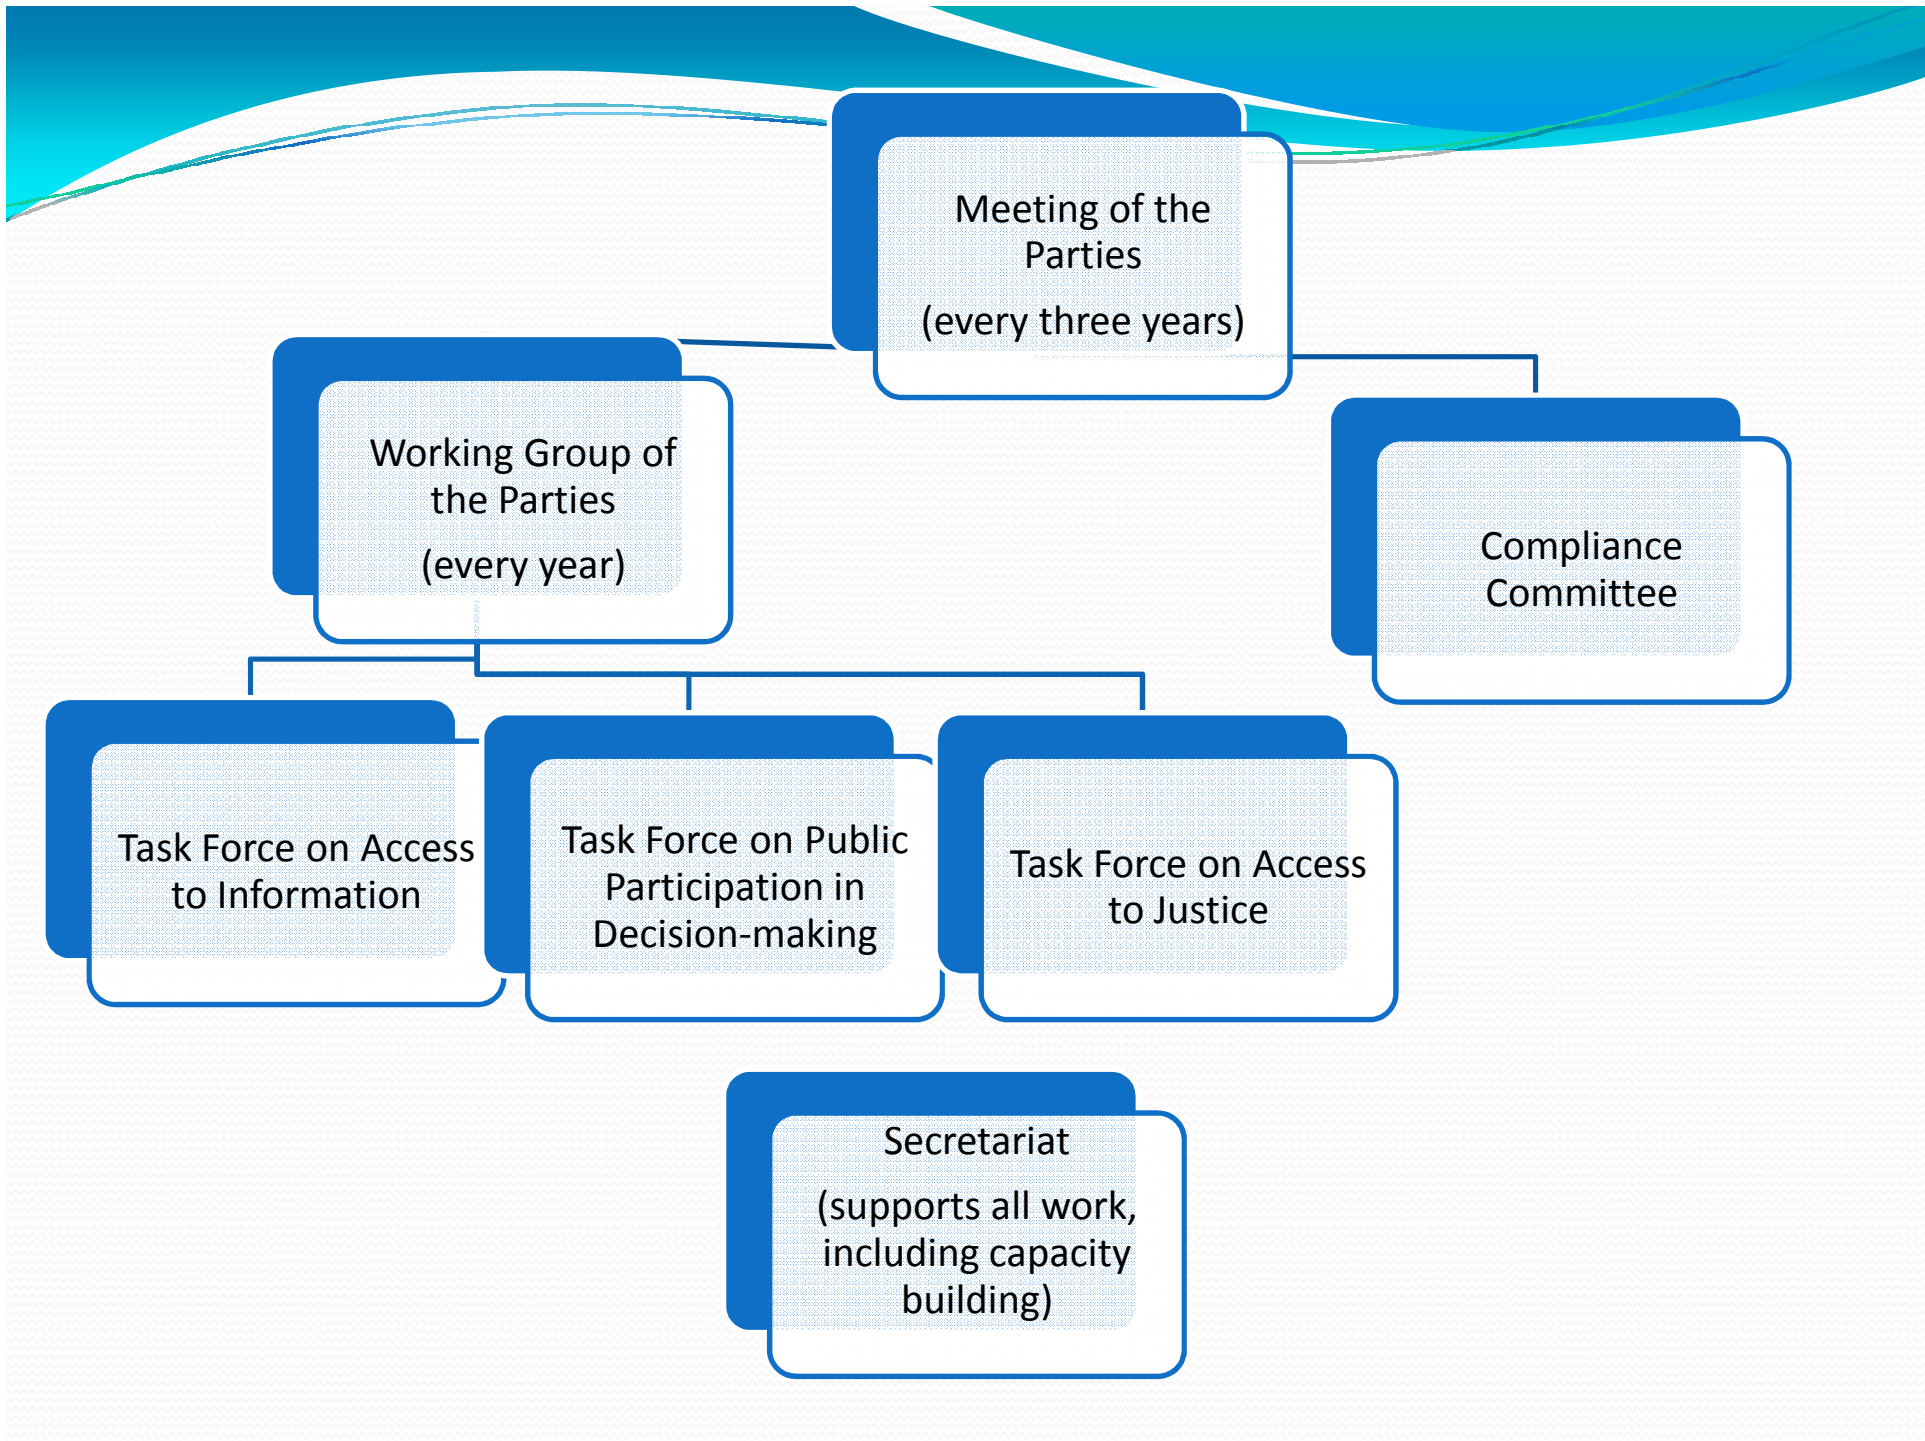 Meeting of the
Parties
(every three years)
Working Group of
the Parties
(every year)
Compliance
Committee
Task Force on Access
to Information
Task Force on Public
Participation in
Decision-making
Task Force on Access
to Justice
Secretariat
(supports all work,
including capacity
building)